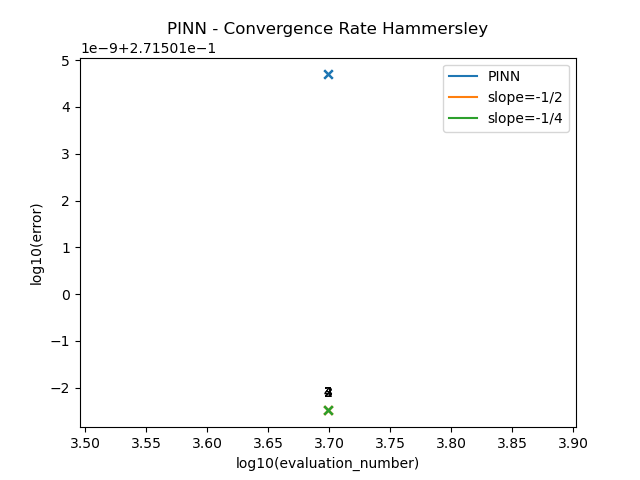 PINN - Convergence Rate Hammersley
1e−9+2.71501e−1
5
4
3
2
1
0
−1
−2
log10(error)
PINN
slope=-1/2
slope=-1/4
3.50
3.55
3.60
3.65
3.70
3.75
3.80
3.85
3.90
log10(evaluation_number)